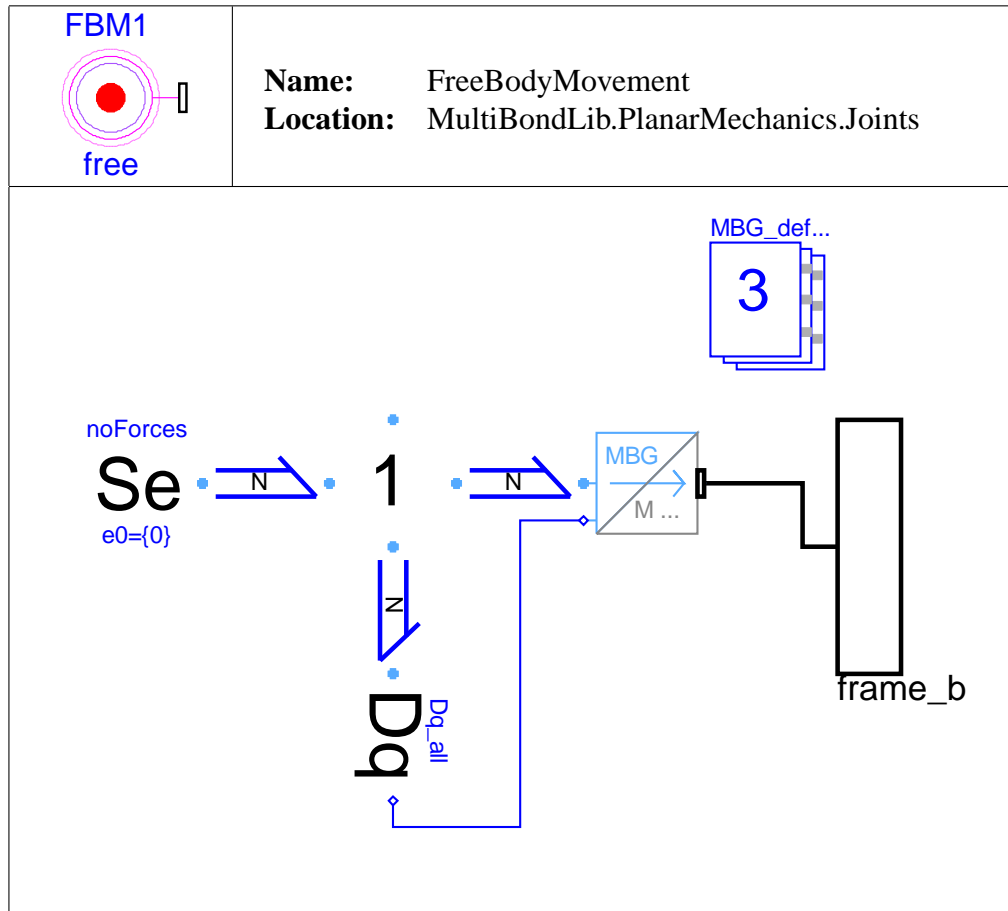 FBM1
free
Name: FreeBodyMovement
Location: MultiBondLib.PlanarMechanics.Joints
MBG_def...
3
noForces
Se
e0={0}
N
1
N
MBG
M ...
N
Dq
Dq_all
frame_b